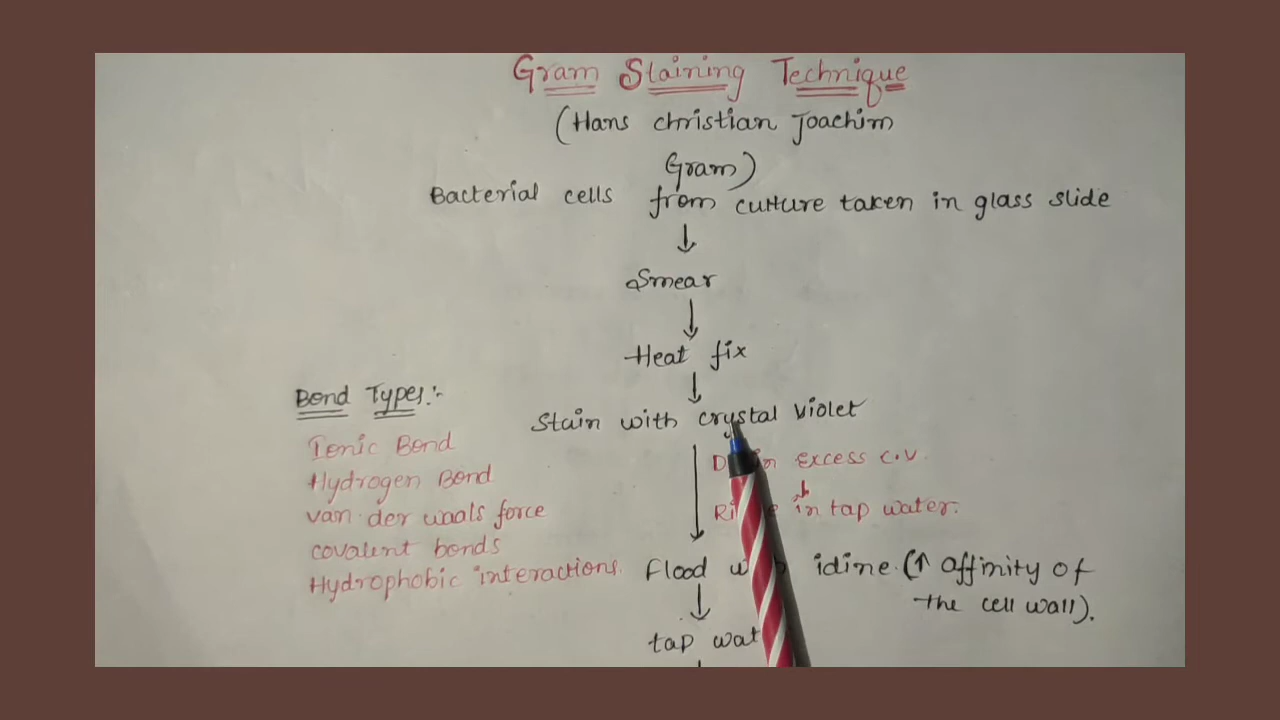 Gram Staining Technique
(Hans christian Joachim
Gram)
Bacterial cells from culture taken in glass slide
Smear
Heat fix
Stain with crystal violet
Drain excess C.V.
in tap water.
Flood idine (↑ affinity of
the cell wall).
tap
Bond Types:-
Ionic Bond
Hydrogen Bond
van der waals force
covalent bonds
Hydrophobic interactions.